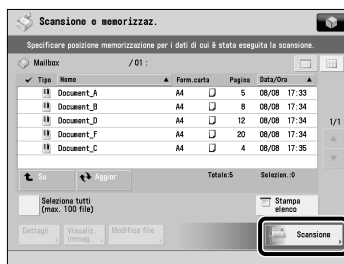 Scansione e memorizzaz.
Specificare posizione memorizzazione per i dati di cui è stata eseguita la scansione.
Mailbox /01 :
✓ Tipo Nome ▲ Form.carta Pagina Data/Ora ▲
Document_A A4 5 08/08 17:33
Document_B A4 8 08/08 17:34
Document_D A4 12 08/08 17:34
Document_F A4 20 08/08 17:34
Document_C A4 4 08/08 17:35
1/1
Su Aggior Totale:5 Selezion.:0
Seleziona tutti
(max. 100 file)
Stampa
elenco
Dettagli Visualiz.
immag. Modifica file
Scansione